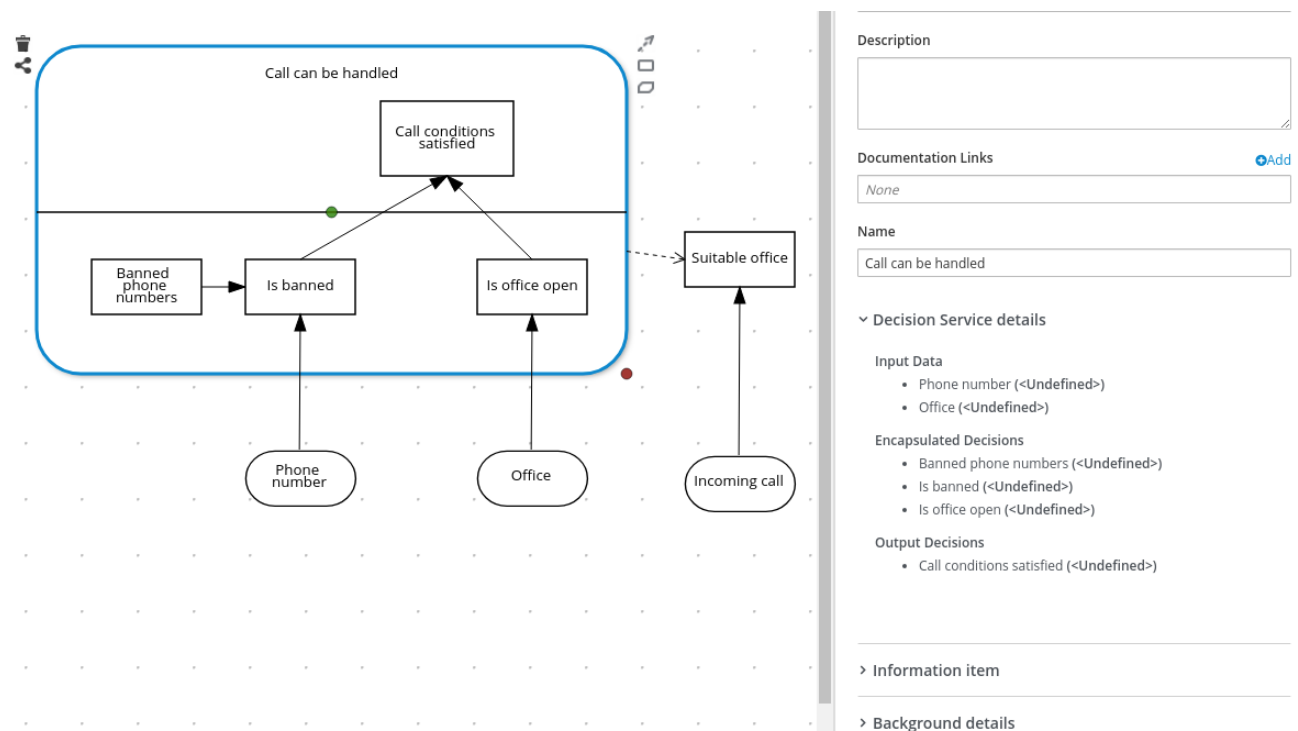 Call can be handled
Call conditions
satisfied
Banned
phone
numbers
Is banned
Is office open
Suitable office
Phone
number
Office
Incoming call
Description
Documentation Links
Add
None
Name
Call can be handled
Decision Service details
Input Data
Phone number (<Undefined>)
Office (<Undefined>)
Encapsulated Decisions
Banned phone numbers (<Undefined>)
Is banned (<Undefined>)
Is office open (<Undefined>)
Output Decisions
Call conditions satisfied (<Undefined>)
Information item
Background details